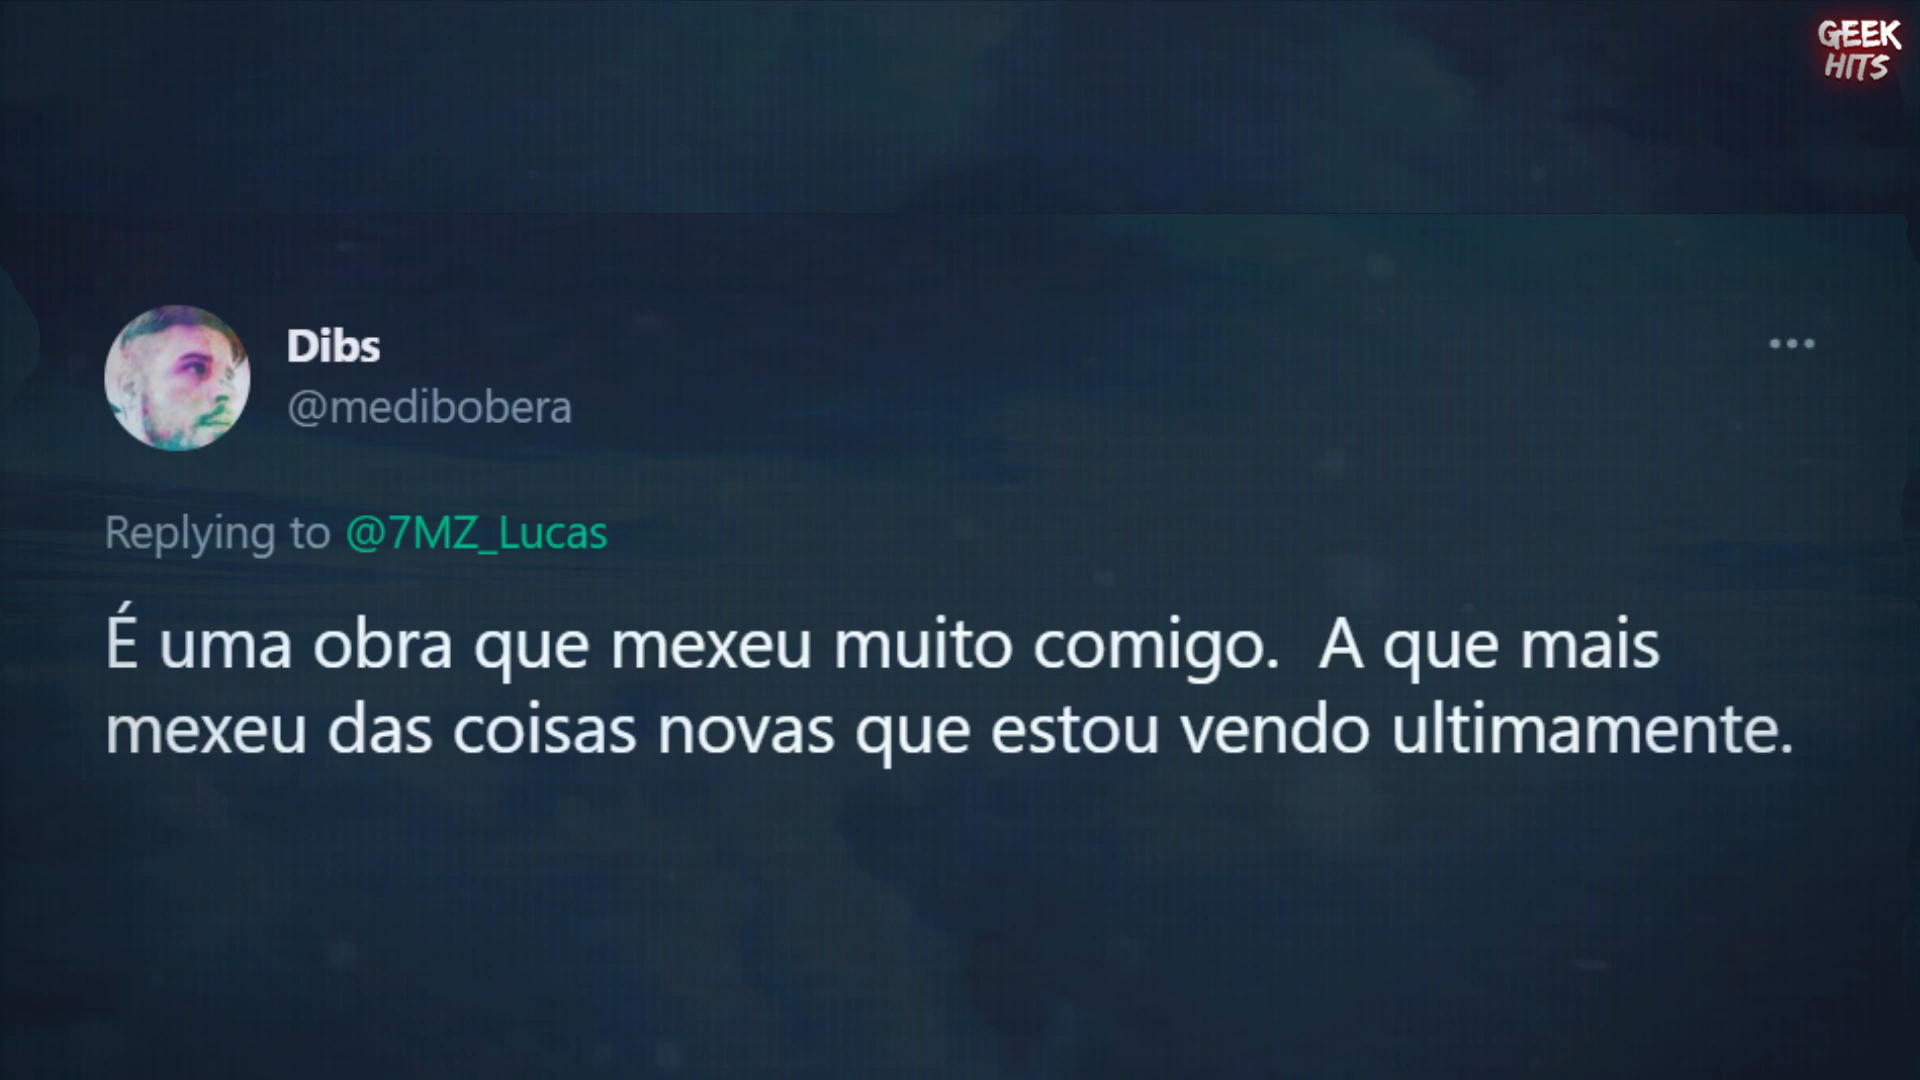 GEEK
HITS
Dibs
@medibobera
Replying to @7MZ_Lucas
É uma obra que mexeu muito comigo.  A que mais
mexeu das coisas novas que estou vendo ultimamente.